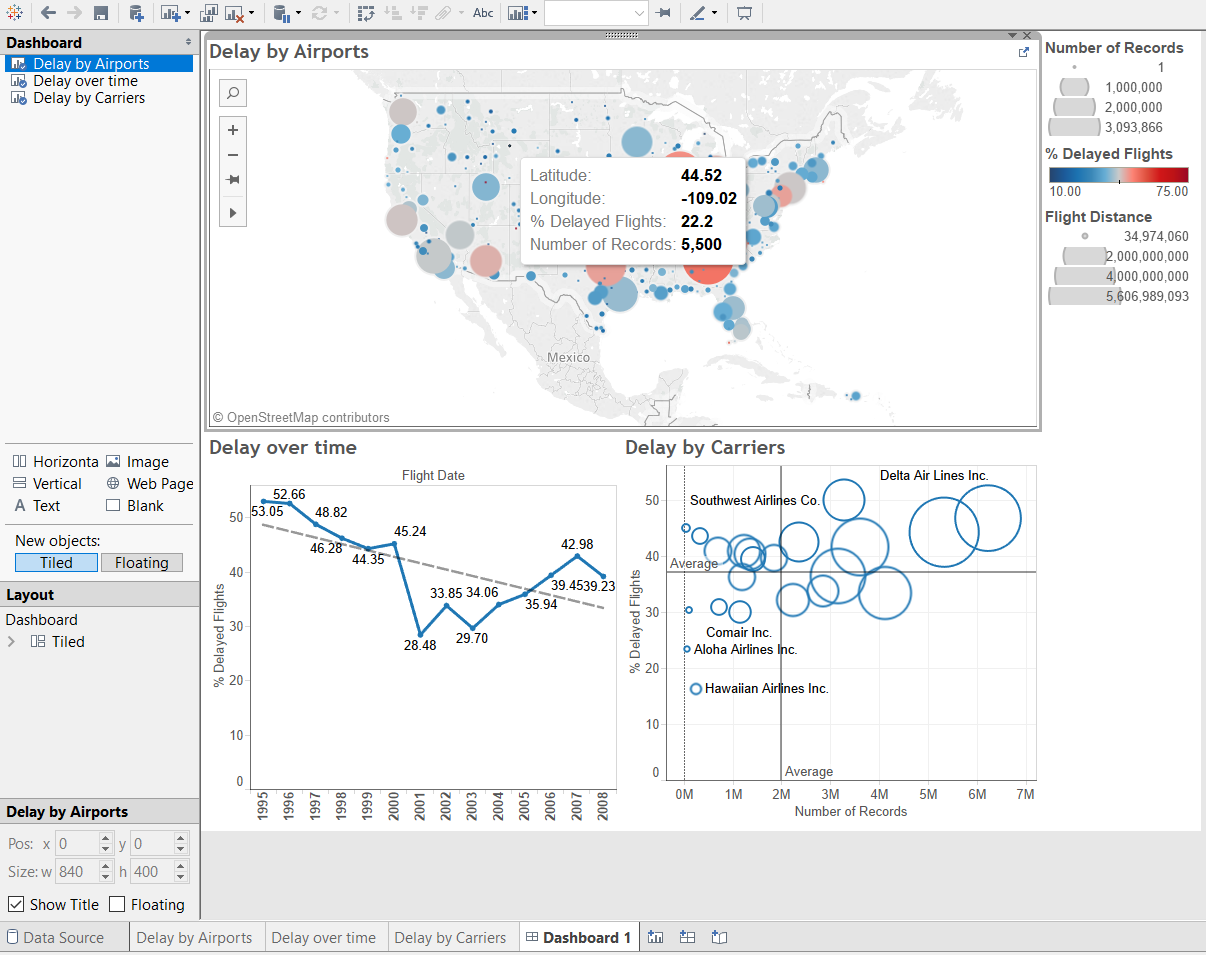 Abc
Dashboard
Delay by Airports
Delay over time
Delay by Carriers
Horizonta
Image
Vertical
Web Page
A Text
Blank
New objects:
Tiled
Floating
Layout
Dashboard
Tiled
Delay by Airports
Pos: x 0 y 0
Size: w 840 h 400
Show Title
Floating
Delay by Airports
Latitude: 44.52
Longitude: -109.02
% Delayed Flights: 22.2
Number of Records: 5,500
Mexico
© OpenStreetMap contributors
Number of Records
1
1,000,000
2,000,000
3,093,866
% Delayed Flights
10.00 75.00
Flight Distance
34,974,060
2,000,000,000
4,000,000,000
5,606,989,093
Delay over time
Flight Date
% Delayed Flights
50
40
30
20
10
0
53.05
52.66
48.82
46.28
44.35
45.24
28.48
33.85
29.70
34.06
35.94
39.45
42.98
39.23
1995 1996 1997 1998 1999 2000 2001 2002 2003 2004 2005 2006 2007 2008
Delay by Carriers
% Delayed Flights
50
40
30
20
10
0
Delta Air Lines Inc.
Southwest Airlines Co.
Average
Comair Inc.
Aloha Airlines Inc.
Hawaiian Airlines Inc.
Average
0M 1M 2M 3M 4M 5M 6M 7M
Number of Records
Data Source
Delay by Airports
Delay over time
Delay by Carriers
Dashboard 1